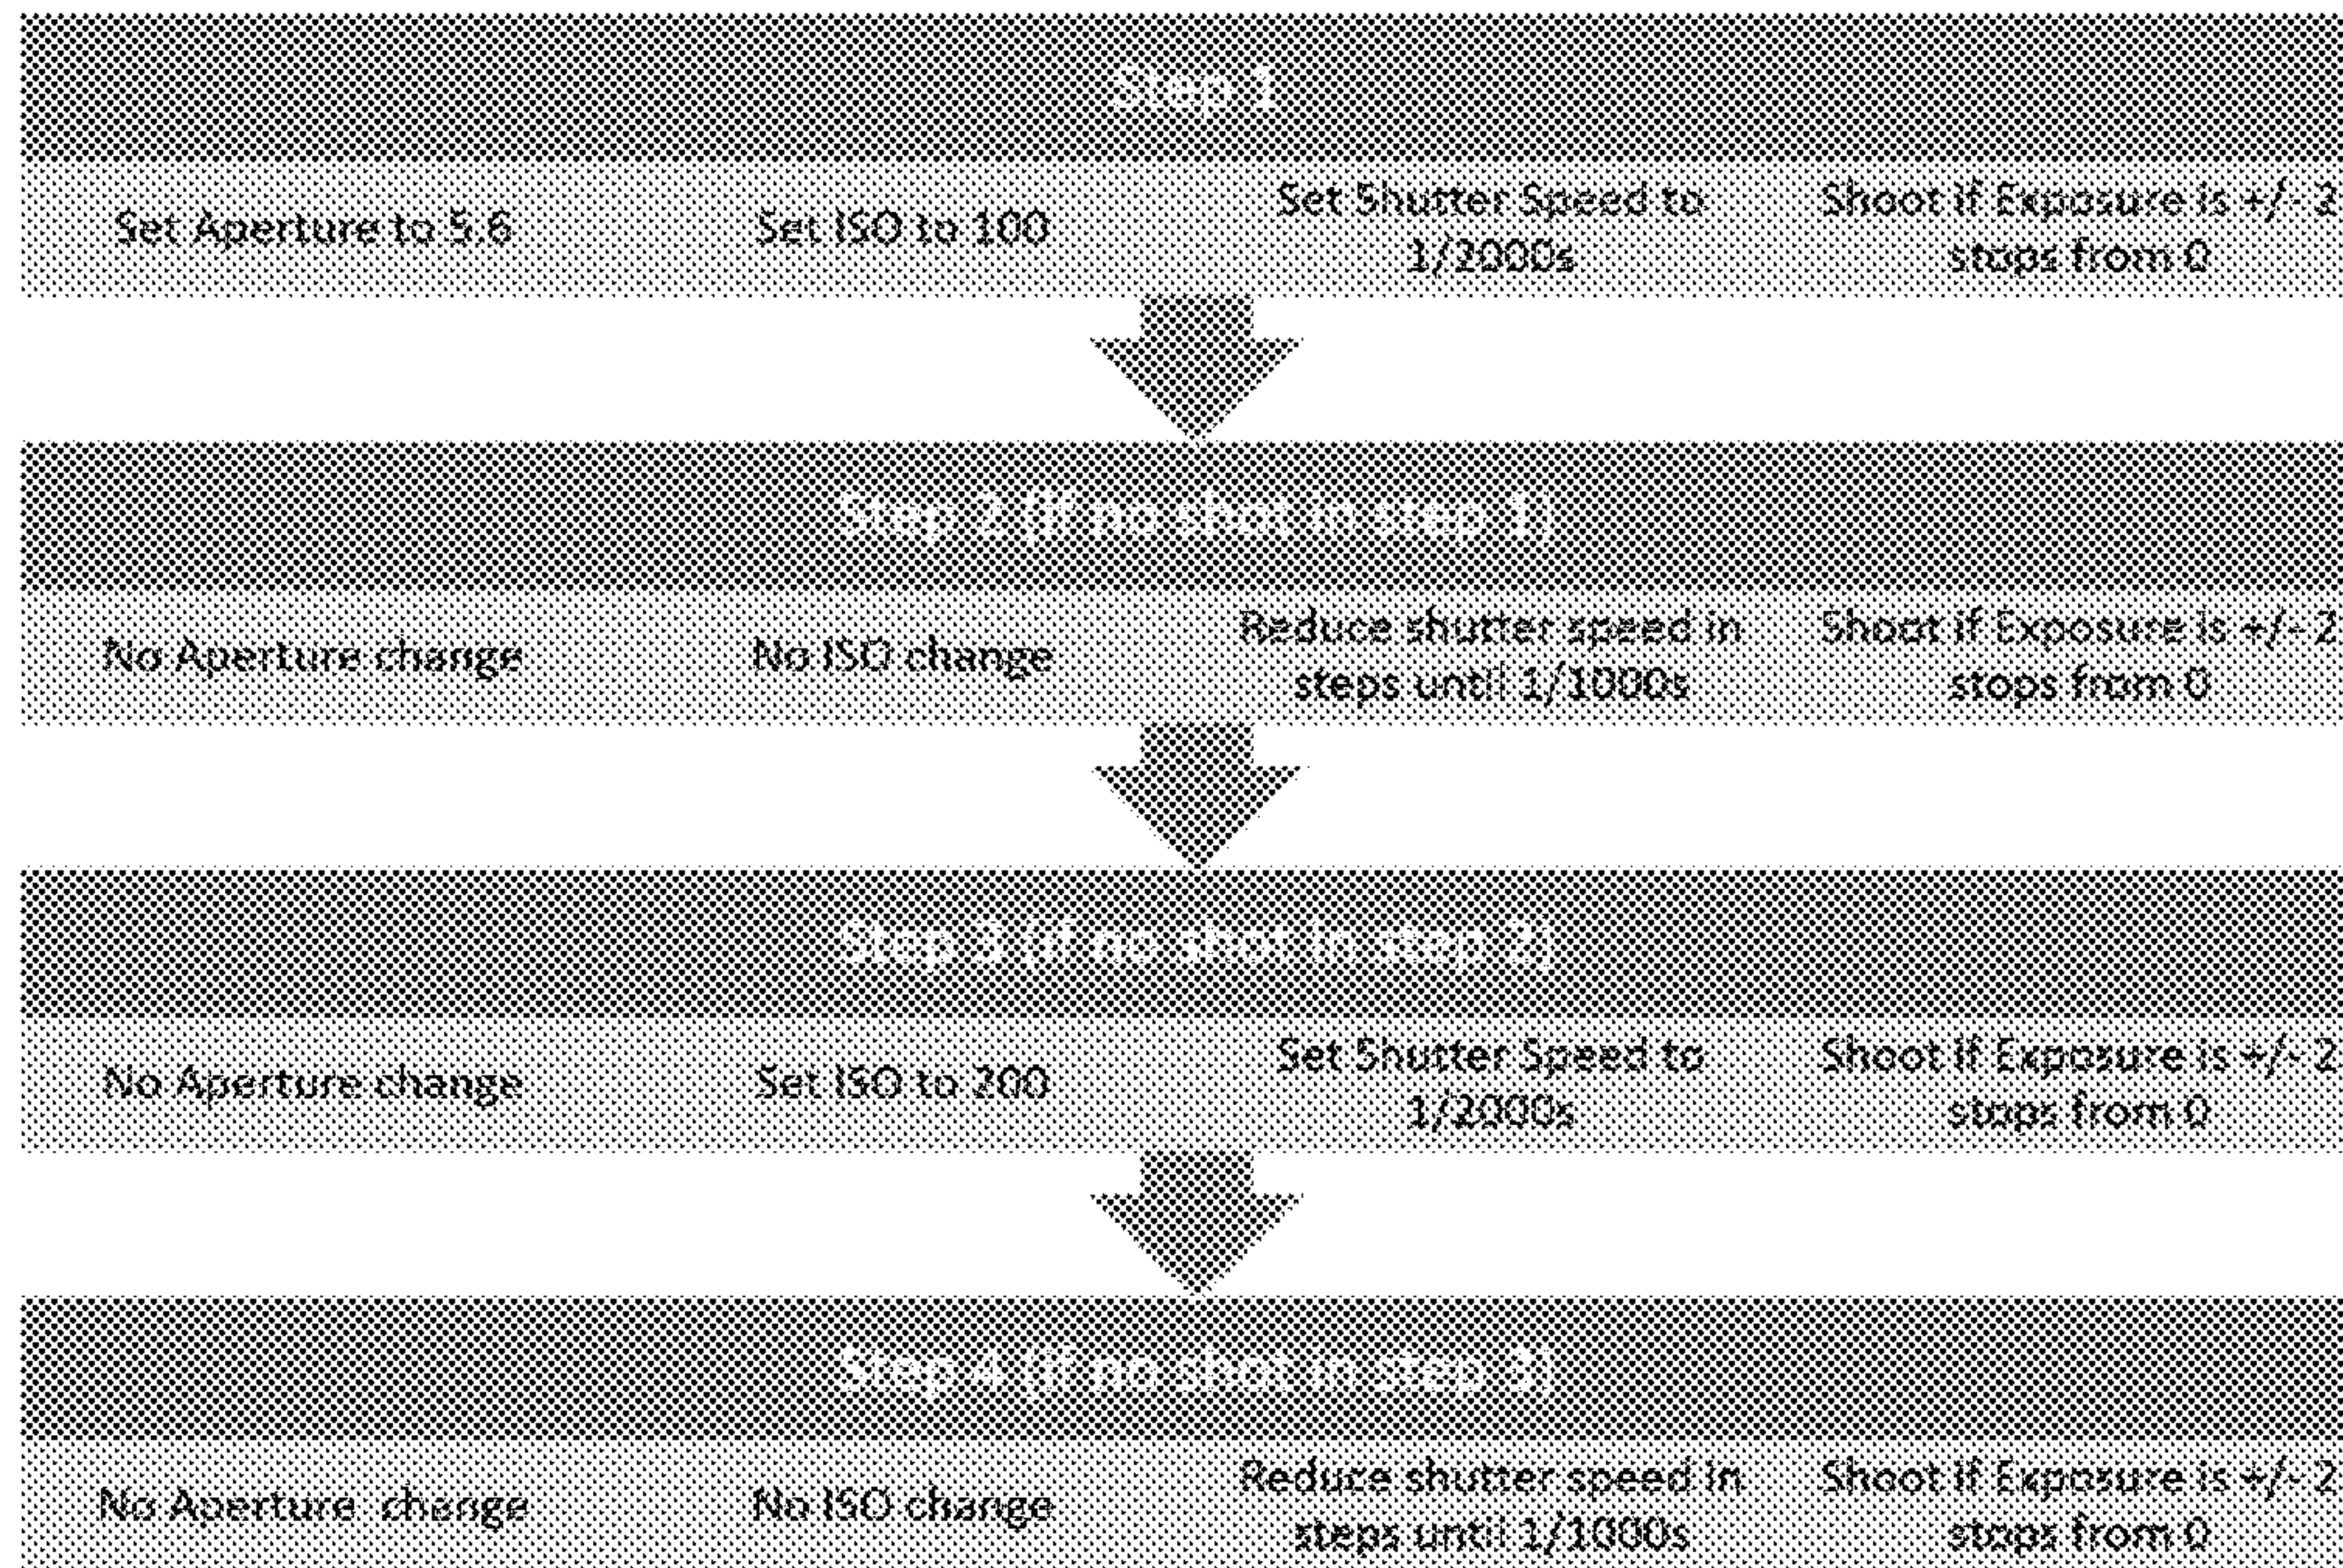 Step 1
Set Aperture to 5.6
Set ISO to 100
Set Shutter Speed to
1/2000s
Shoot if Exposure is +/- 2
stops from 0
Step 2 (if no shot in step 1)
No Aperture change
No ISO change
Reduce shutter speed in
steps until 1/1000s
Shoot if Exposure is +/- 2
stops from 0
Step 3 (if no shot in step 2)
No Aperture change
Set ISO to 200
Set Shutter Speed to
1/2000s
Shoot if Exposure is +/- 2
stops from 0
Step 4 (if no shot in step 3)
No Aperture change
No ISO change
Reduce shutter speed in
steps until 1/1000s
Shoot if Exposure is +/- 2
stops from 0